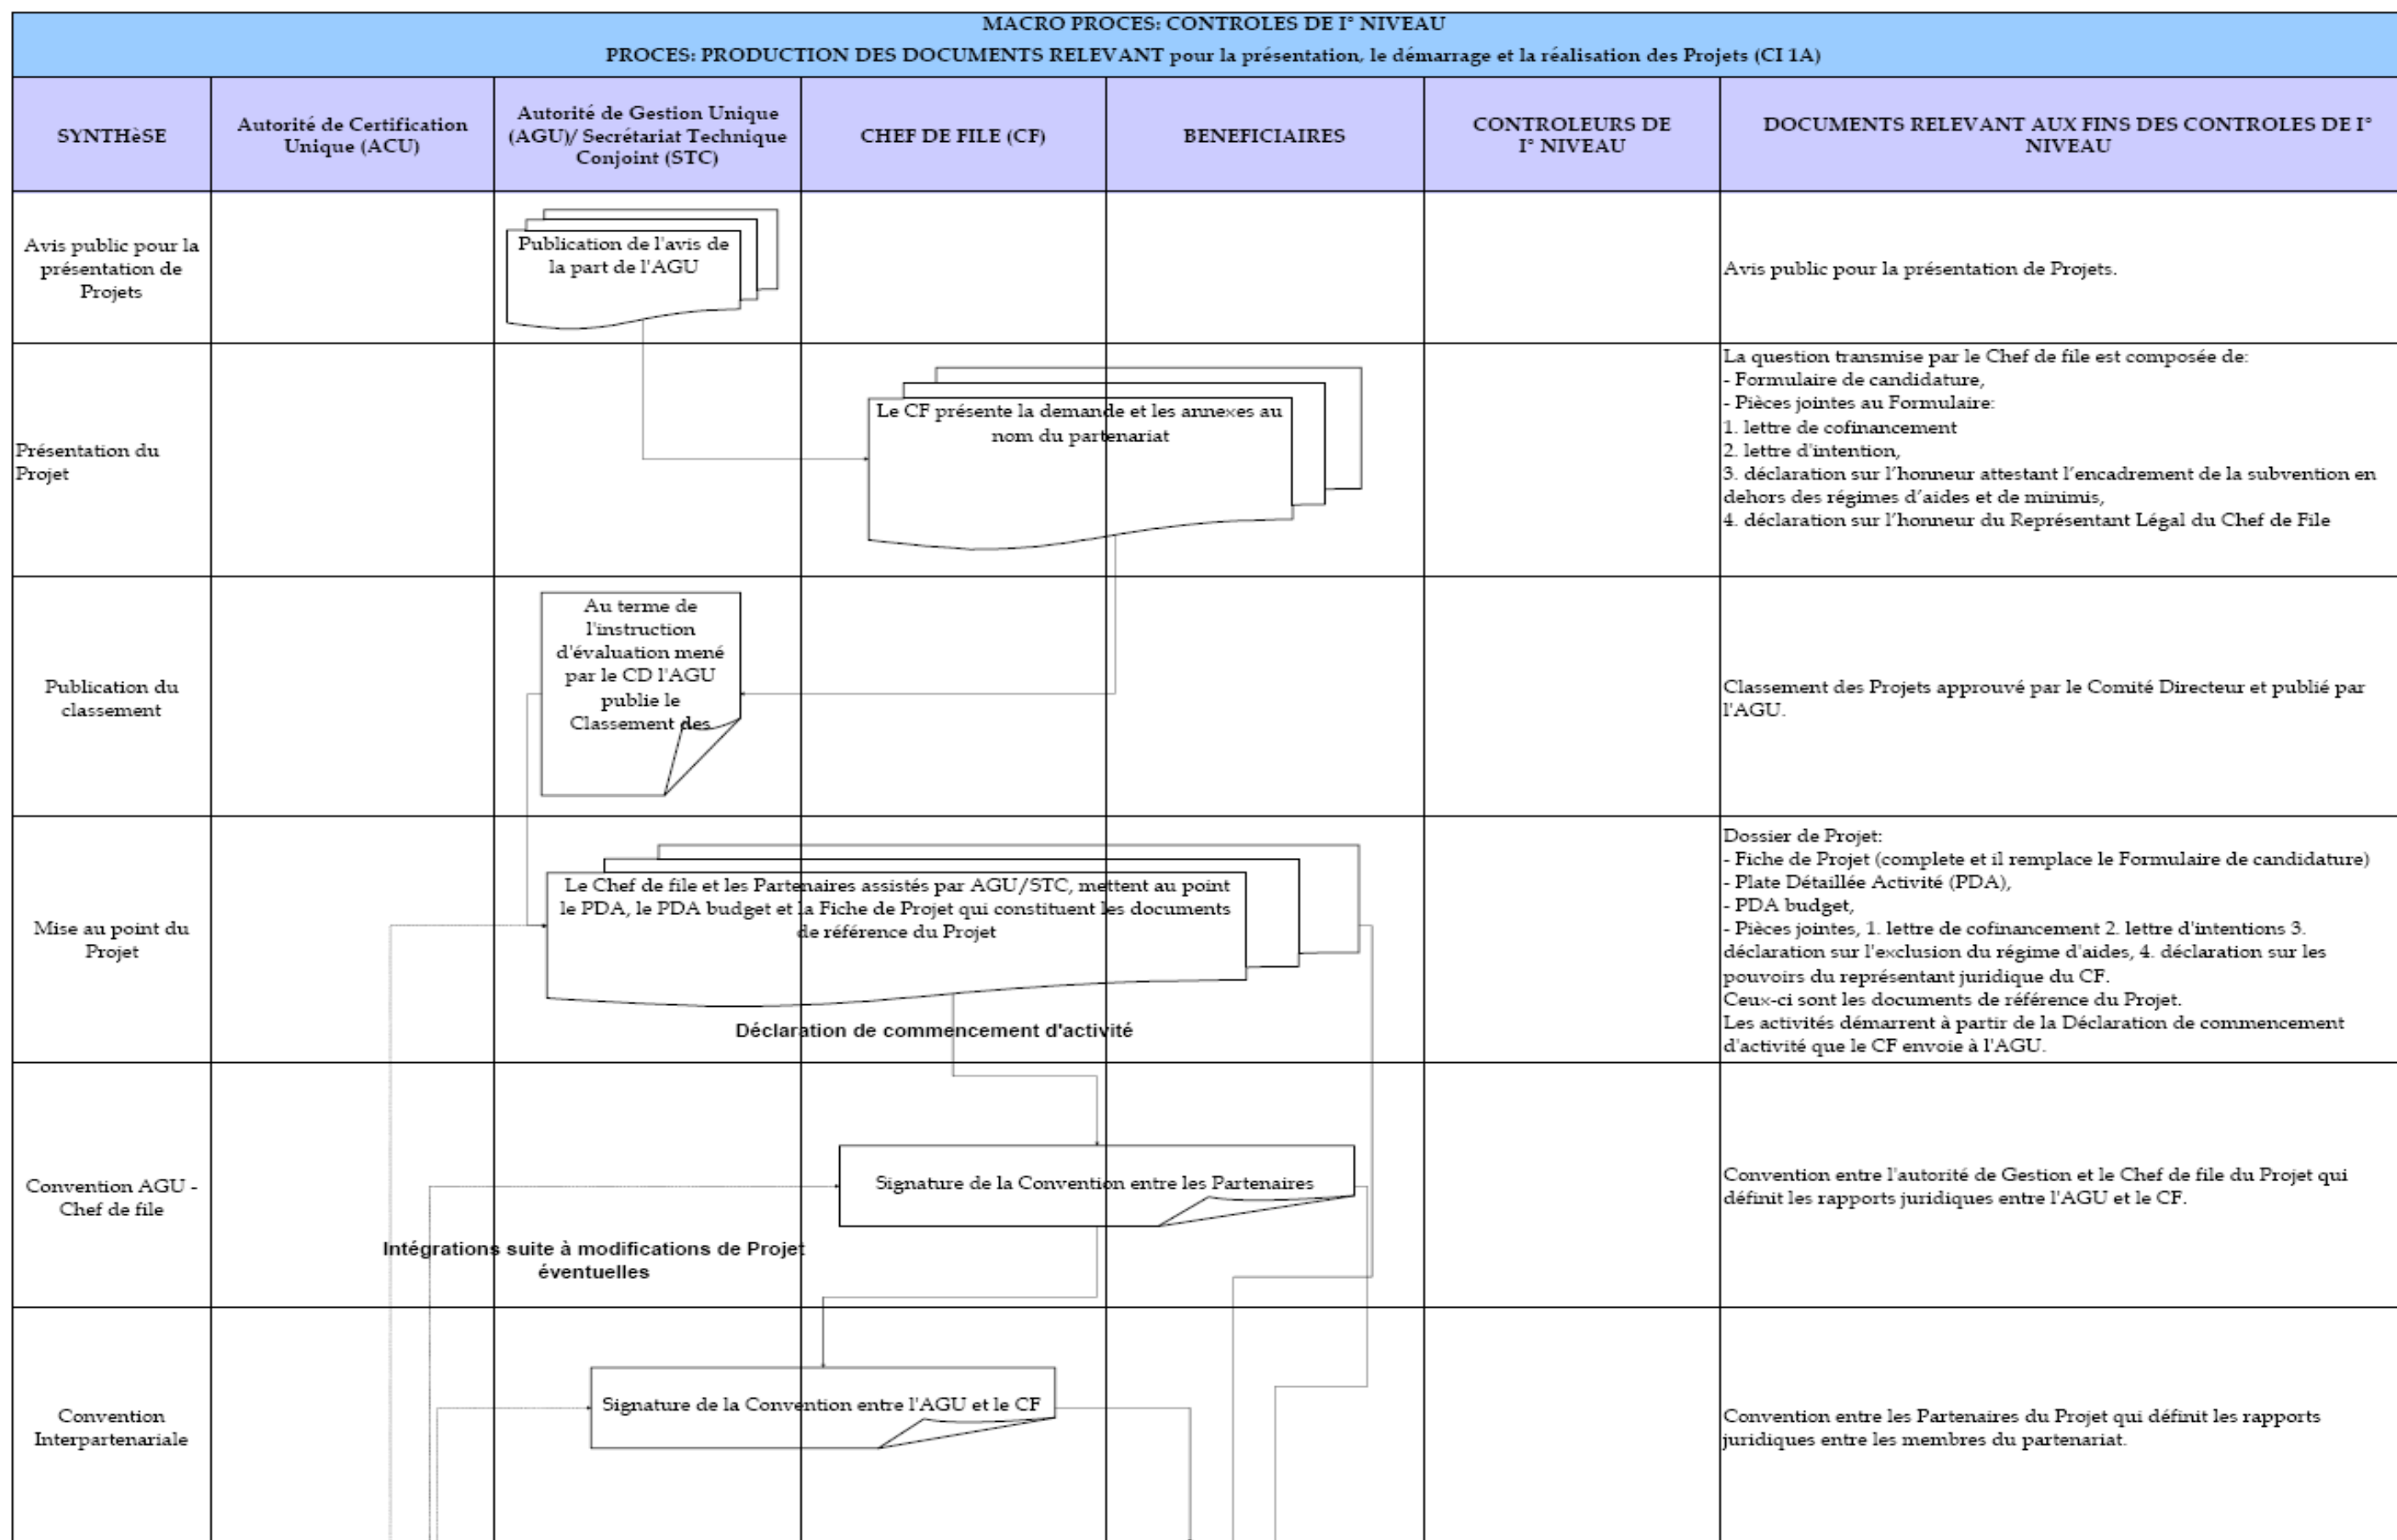 MACRO PROCES: CONTROLES DE I° NIVEAU
PROCES: PRODUCTION DES DOCUMENTS RELEVANT pour la présentation, le démarrage et la réalisation des Projets (CI 1A)
SYNTHèSE
Autorité de Certification
Unique (ACU)
Autorité de Gestion Unique
(AGU)/ Secrétariat Technique
Conjoint (STC)
CHEF DE FILE (CF)
BENEFICIAIRES
CONTROLEURS DE
I° NIVEAU
DOCUMENTS RELEVANT AUX FINS DES CONTROLES DE I°
NIVEAU
Avis public pour la
présentation de
Projets
Publication de l'avis de
la part de l'AGU
Avis public pour la présentation de Projets.
Présentation du
Projet
Le CF présente la demande et les annexes au
nom du partenariat
La question transmise par le Chef de file est composée de:
- Formulaire de candidature,
- Pièces jointes au Formulaire:
1. lettre de cofinancement
2. lettre d'intention,
3. déclaration sur l’honneur attestant l’encadrement de la subvention en
dehors des régimes d’aides et de minimis,
4. déclaration sur l’honneur du Représentant Légal du Chef de File
Publication du
classement
Au terme de
l'instruction
d'évaluation mené
par le CD l'AGU
publie le
Classement des
Classement des Projets approuvé par le Comité Directeur et publié par
l'AGU.
Mise au point du
Projet
Le Chef de file et les Partenaires assistés par AGU/STC, mettent au point
le PDA, le PDA budget et la Fiche de Projet qui constituent les documents
de référence du Projet
Déclaration de commencement d'activité
Dossier de Projet:
- Fiche de Projet (complete et il remplace le Formulaire de candidature)
- Plate Détaillée Activité (PDA),
- PDA budget,
- Pièces jointes, 1. lettre de cofinancement 2. lettre d'intentions 3.
déclaration sur l'exclusion du régime d'aides, 4. déclaration sur les
pouvoirs du représentant juridique du CF.
Ceux-ci sont les documents de référence du Projet.
Les activités démarrent à partir de la Déclaration de commencement
d'activité que le CF envoie à l'AGU.
Convention AGU -
Chef de file
Signature de la Convention entre les Partenaires
Intégrations suite à modifications de Projet
éventuelles
Convention entre l'autorité de Gestion et le Chef de file du Projet qui
définit les rapports juridiques entre l'AGU et le CF.
Convention
Interpartenariale
Signature de la Convention entre l'AGU et le CF
Convention entre les Partenaires du Projet qui définit les rapports
juridiques entre les membres du partenariat.